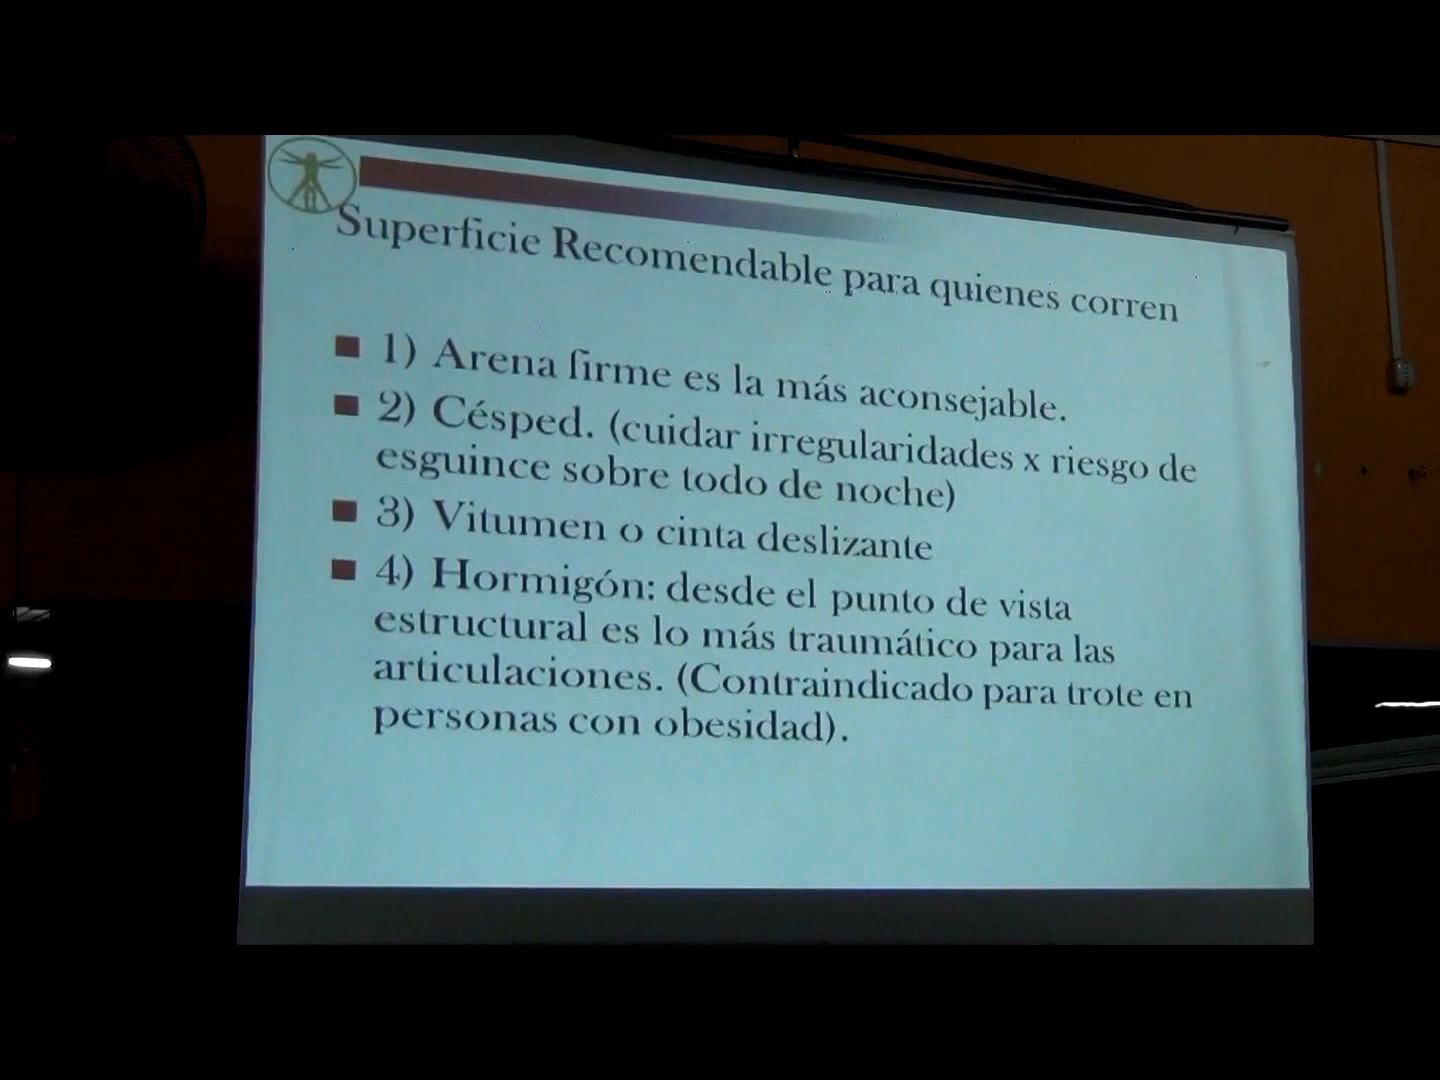 Superficie Recomendable para quienes corren
1) Arena firme es la más aconsejable.
2) Césped. (cuidar irregularidades x riesgo de
esguince sobre todo de noche)
3) Vitumen o cinta deslizante
4) Hormigón: desde el punto de vista
estructural es lo más traumático para las
articulaciones. (Contraindicado para trote en
personas con obesidad).